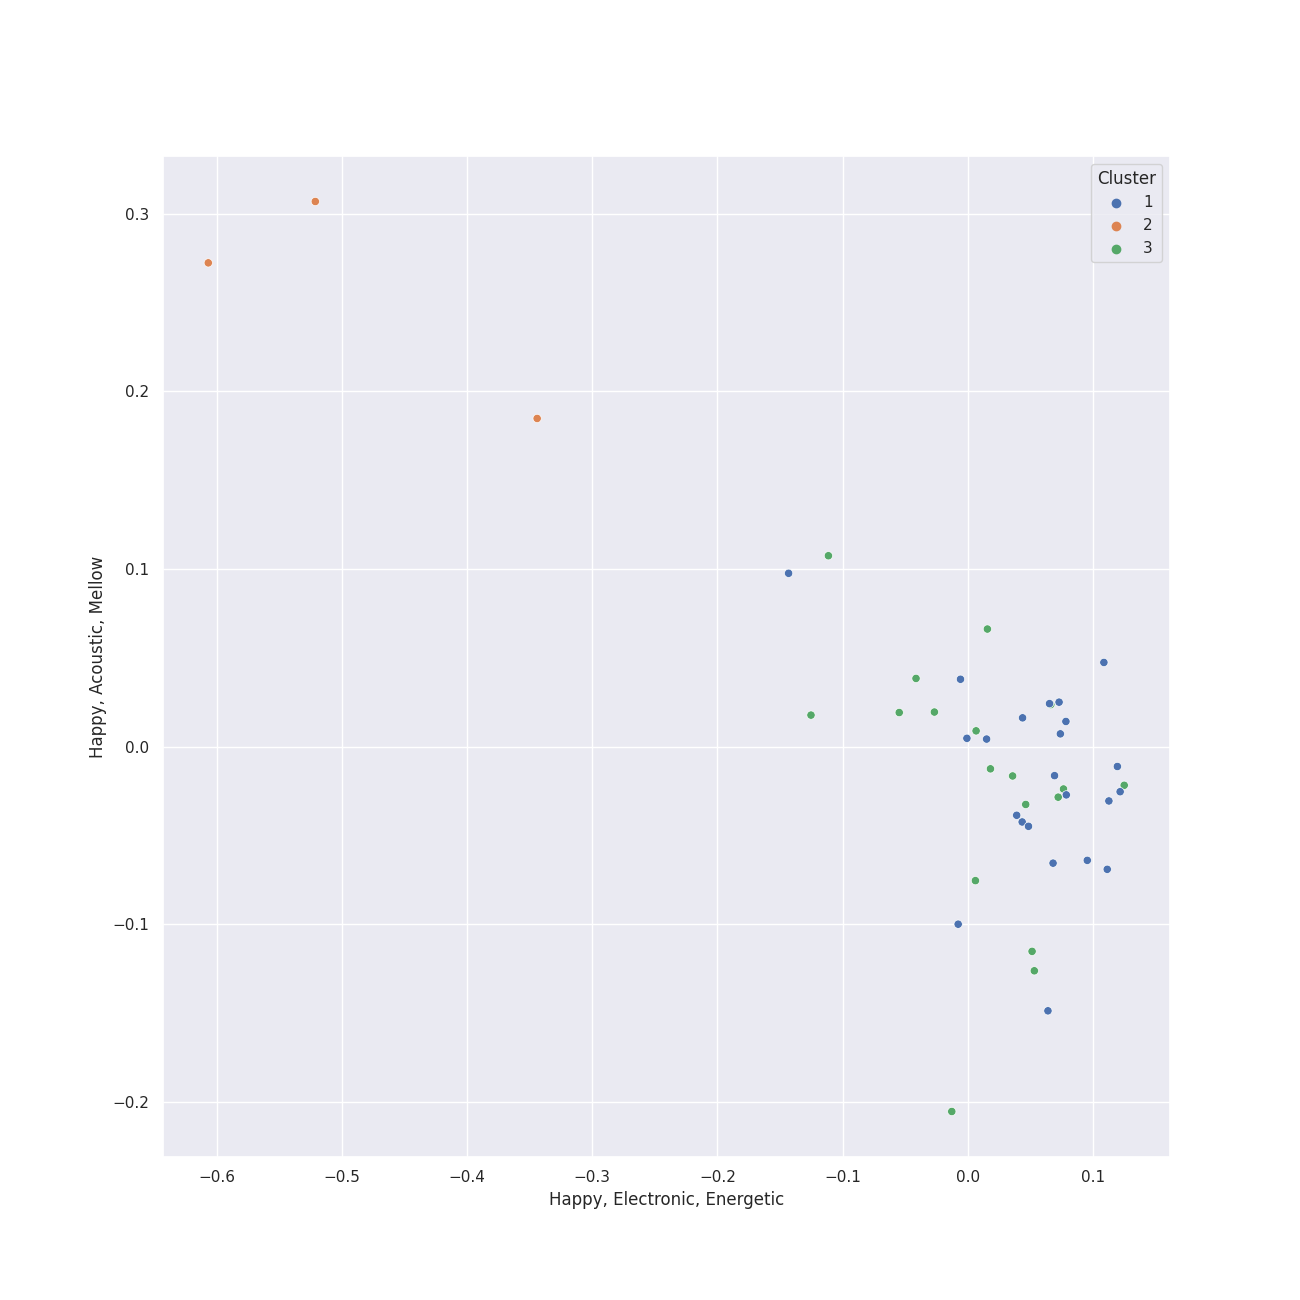 Cluster
1
2
3
0.3
0.2
0.1
0.0
−0.1
−0.2
Happy, Acoustic, Mellow
−0.6 −0.5 −0.4 −0.3 −0.2 −0.1 0.0 0.1
Happy, Electronic, Energetic